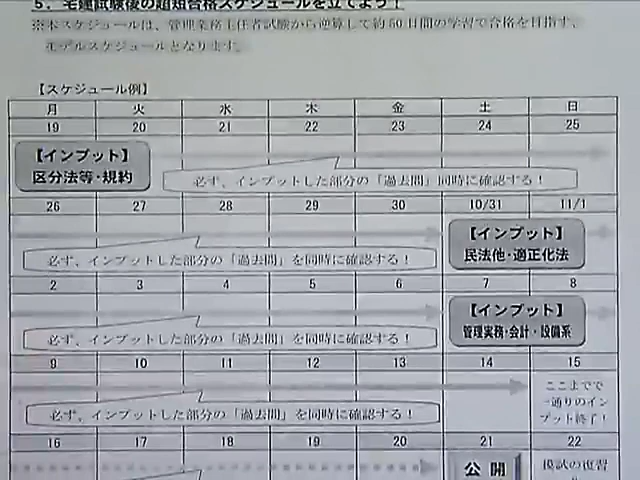 5．宅建試験後の超短合格スケジュールを立てよう！
※本スケジュールは、管理業務主任者試験から逆算して約50日間の学習で合格を目指す、
モデルスケジュールとなります。
【スケジュール例】
月 火 水 木 金 土 日
19 20 21 22 23 24 25
【インプット】
区分法等・規約
必ず、インプットした部分の「過去問」同時に確認する！
26 27 28 29 30 10/31 11/1
【インプット】
民法他・適正化法
必ず、インプットした部分の「過去問」を同時に確認する！
2 3 4 5 6 7 8
【インプット】
管理実務・会計・設備系
必ず、インプットした部分の「過去問」を同時に確認する！
9 10 11 12 13 14 15
ここまでで
一通りのイン
プット終了！
必ず、インプットした部分の「過去問」を同時に確認する！
16 17 18 19 20 21 22
公開
模試の復習